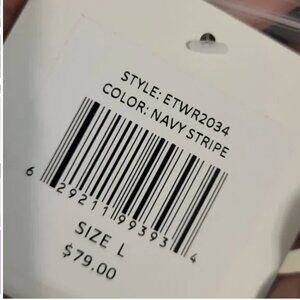 STYLE: ETWR2034
COLOR: NAVY STRIPE
6 29211 99393 4
SIZE L
$79.00